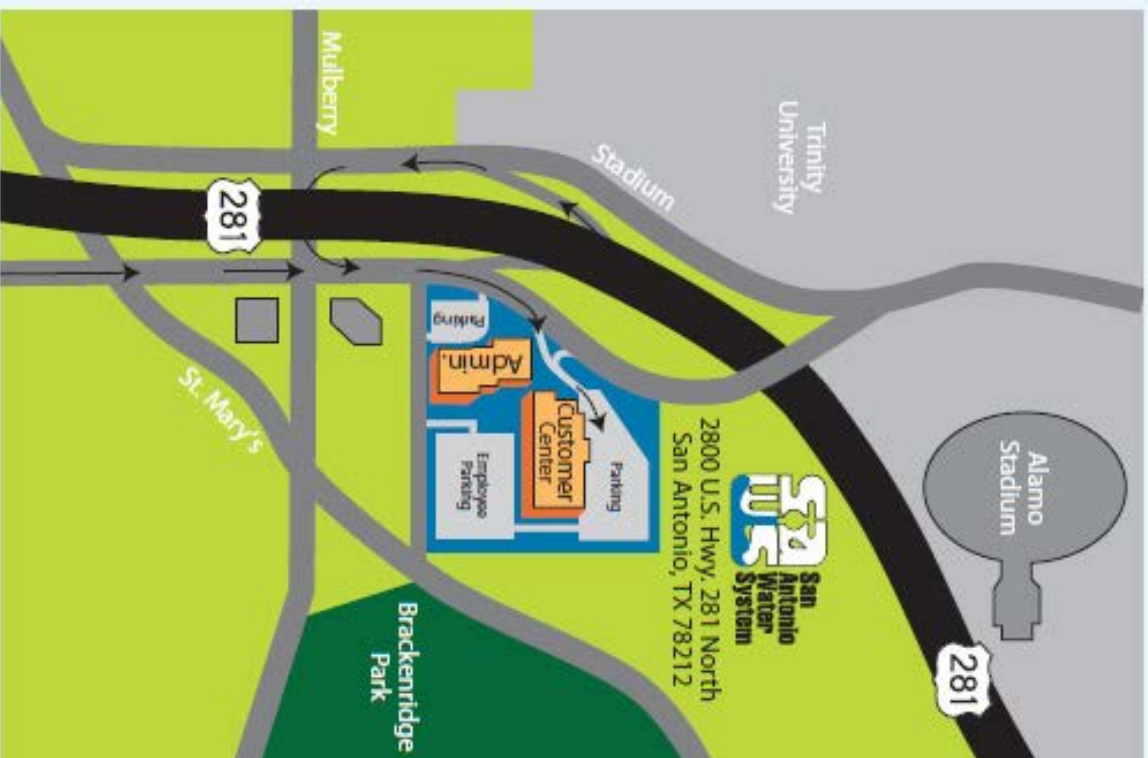 Alamo
Stadium
281
Trinity
University
SAWS
San
Antonio
Water
System
2800 U.S. Hwy. 281 North
San Antonio, TX 78212
Stadium
Parking
Customer
Center
Admin.
Parking
Employee
Parking
Brackenridge
Park
Mulberry
281
St. Mary's